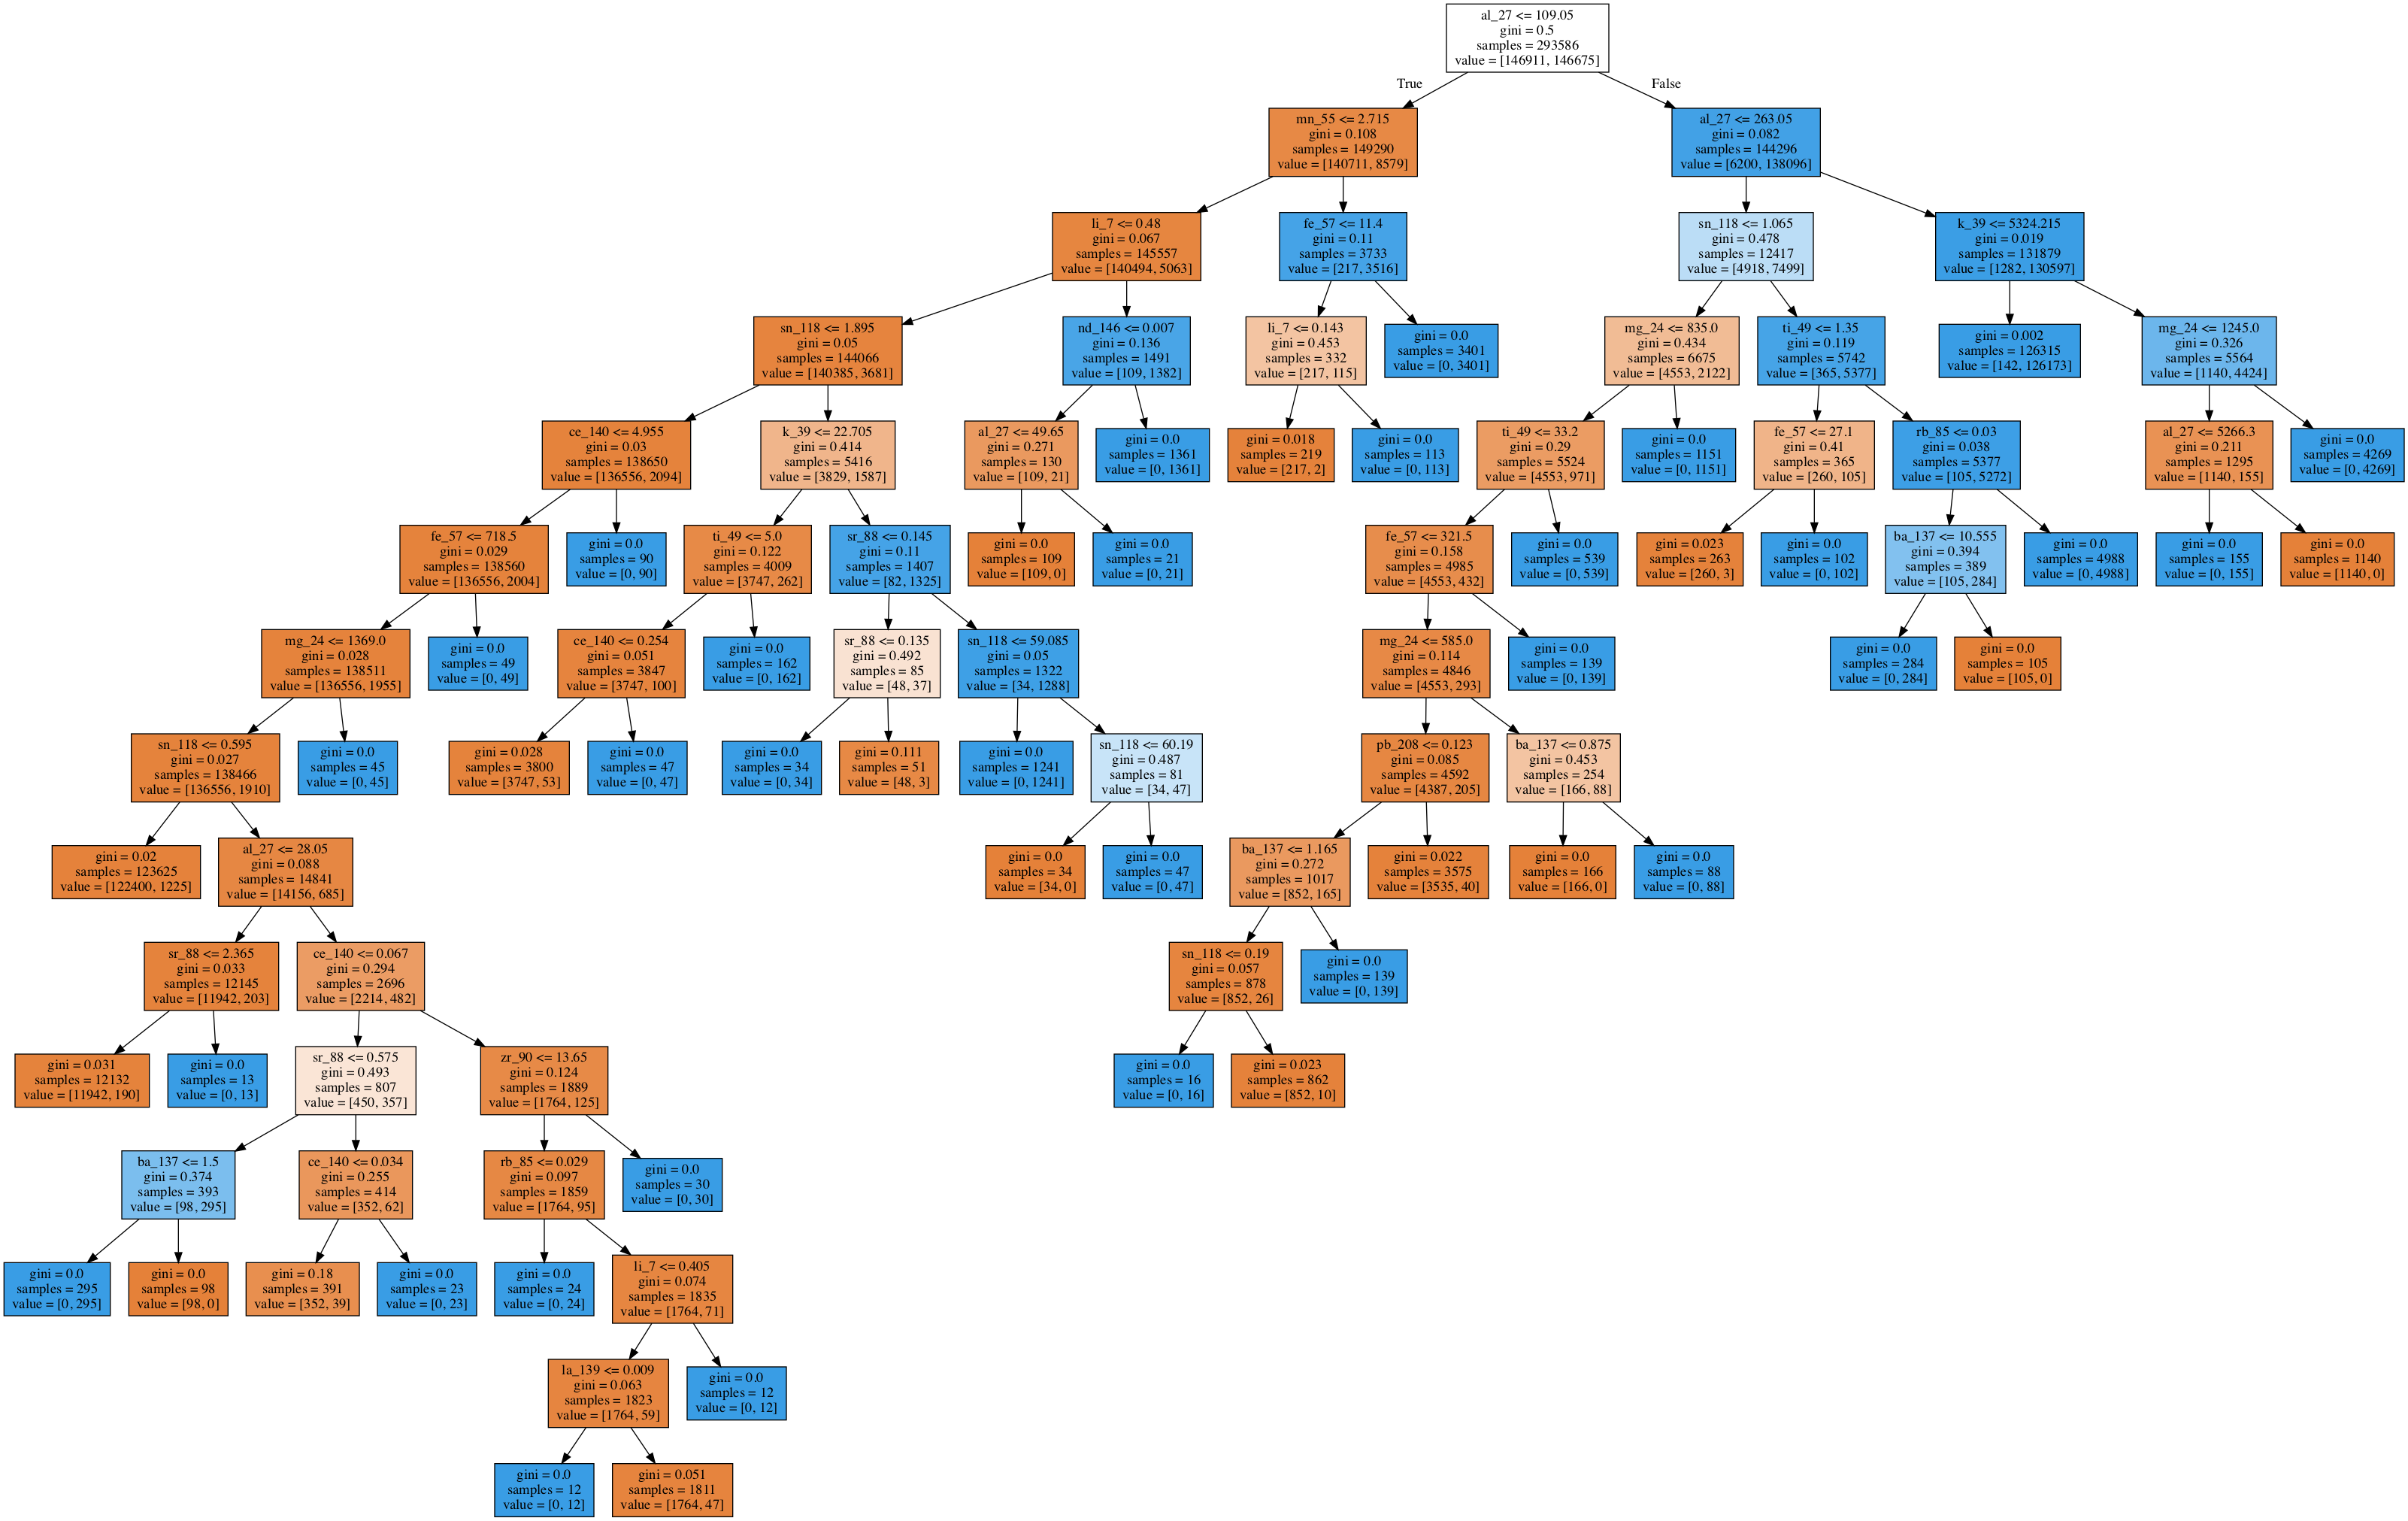 al_27 <= 109.05
gini = 0.5
samples = 293586
value = [146911, 146675]
True
False
mn_55 <= 2.715
gini = 0.108
samples = 149290
value = [140711, 8579]
al_27 <= 263.05
gini = 0.082
samples = 144296
value = [6200, 138096]
li_7 <= 0.48
gini = 0.067
samples = 145557
value = [140494, 5063]
fe_57 <= 11.4
gini = 0.11
samples = 3733
value = [217, 3516]
sn_118 <= 1.065
gini = 0.478
samples = 12417
value = [4918, 7499]
k_39 <= 5324.215
gini = 0.019
samples = 131879
value = [1282, 130597]
sn_118 <= 1.895
gini = 0.05
samples = 144066
value = [140385, 3681]
nd_146 <= 0.007
gini = 0.136
samples = 1491
value = [109, 1382]
li_7 <= 0.143
gini = 0.453
samples = 332
value = [217, 115]
gini = 0.0
samples = 3401
value = [0, 3401]
mg_24 <= 835.0
gini = 0.434
samples = 6675
value = [4553, 2122]
ti_49 <= 1.35
gini = 0.119
samples = 5742
value = [365, 5377]
gini = 0.002
samples = 126315
value = [142, 126173]
mg_24 <= 1245.0
gini = 0.326
samples = 5564
value = [1140, 4424]
ce_140 <= 4.955
gini = 0.03
samples = 138650
value = [136556, 2094]
k_39 <= 22.705
gini = 0.414
samples = 5416
value = [3829, 1587]
al_27 <= 49.65
gini = 0.271
samples = 130
value = [109, 21]
gini = 0.0
samples = 1361
value = [0, 1361]
gini = 0.018
samples = 219
value = [217, 2]
gini = 0.0
samples = 113
value = [0, 113]
ti_49 <= 33.2
gini = 0.29
samples = 5524
value = [4553, 971]
gini = 0.0
samples = 1151
value = [0, 1151]
fe_57 <= 27.1
gini = 0.41
samples = 365
value = [260, 105]
rb_85 <= 0.03
gini = 0.038
samples = 5377
value = [105, 5272]
al_27 <= 5266.3
gini = 0.211
samples = 1295
value = [1140, 155]
gini = 0.0
samples = 4269
value = [0, 4269]
fe_57 <= 718.5
gini = 0.029
samples = 138560
value = [136556, 2004]
gini = 0.0
samples = 90
value = [0, 90]
ti_49 <= 5.0
gini = 0.122
samples = 4009
value = [3747, 262]
sr_88 <= 0.145
gini = 0.11
samples = 1407
value = [82, 1325]
gini = 0.0
samples = 109
value = [109, 0]
gini = 0.0
samples = 21
value = [0, 21]
fe_57 <= 321.5
gini = 0.158
samples = 4985
value = [4553, 432]
gini = 0.0
samples = 539
value = [0, 539]
gini = 0.023
samples = 263
value = [260, 3]
gini = 0.0
samples = 102
value = [0, 102]
ba_137 <= 10.555
gini = 0.394
samples = 389
value = [105, 284]
gini = 0.0
samples = 4988
value = [0, 4988]
gini = 0.0
samples = 155
value = [0, 155]
gini = 0.0
samples = 1140
value = [1140, 0]
mg_24 <= 1369.0
gini = 0.028
samples = 138511
value = [136556, 1955]
gini = 0.0
samples = 49
value = [0, 49]
ce_140 <= 0.254
gini = 0.051
samples = 3847
value = [3747, 100]
gini = 0.0
samples = 162
value = [0, 162]
sr_88 <= 0.135
gini = 0.492
samples = 85
value = [48, 37]
sn_118 <= 59.085
gini = 0.05
samples = 1322
value = [34, 1288]
mg_24 <= 585.0
gini = 0.114
samples = 4846
value = [4553, 293]
gini = 0.0
samples = 139
value = [0, 139]
gini = 0.0
samples = 284
value = [0, 284]
gini = 0.0
samples = 105
value = [105, 0]
sn_118 <= 0.595
gini = 0.027
samples = 138466
value = [136556, 1910]
gini = 0.0
samples = 45
value = [0, 45]
gini = 0.028
samples = 3800
value = [3747, 53]
gini = 0.0
samples = 47
value = [0, 47]
gini = 0.0
samples = 34
value = [0, 34]
gini = 0.111
samples = 51
value = [48, 3]
gini = 0.0
samples = 1241
value = [0, 1241]
sn_118 <= 60.19
gini = 0.487
samples = 81
value = [34, 47]
pb_208 <= 0.123
gini = 0.085
samples = 4592
value = [4387, 205]
ba_137 <= 0.875
gini = 0.453
samples = 254
value = [166, 88]
gini = 0.02
samples = 123625
value = [122400, 1225]
al_27 <= 28.05
gini = 0.088
samples = 14841
value = [14156, 685]
gini = 0.0
samples = 34
value = [34, 0]
gini = 0.0
samples = 47
value = [0, 47]
ba_137 <= 1.165
gini = 0.272
samples = 1017
value = [852, 165]
gini = 0.022
samples = 3575
value = [3535, 40]
gini = 0.0
samples = 166
value = [166, 0]
gini = 0.0
samples = 88
value = [0, 88]
sr_88 <= 2.365
gini = 0.033
samples = 12145
value = [11942, 203]
ce_140 <= 0.067
gini = 0.294
samples = 2696
value = [2214, 482]
sn_118 <= 0.19
gini = 0.057
samples = 878
value = [852, 26]
gini = 0.0
samples = 139
value = [0, 139]
gini = 0.031
samples = 12132
value = [11942, 190]
gini = 0.0
samples = 13
value = [0, 13]
sr_88 <= 0.575
gini = 0.493
samples = 807
value = [450, 357]
zr_90 <= 13.65
gini = 0.124
samples = 1889
value = [1764, 125]
gini = 0.0
samples = 16
value = [0, 16]
gini = 0.023
samples = 862
value = [852, 10]
ba_137 <= 1.5
gini = 0.374
samples = 393
value = [98, 295]
ce_140 <= 0.034
gini = 0.255
samples = 414
value = [352, 62]
rb_85 <= 0.029
gini = 0.097
samples = 1859
value = [1764, 95]
gini = 0.0
samples = 30
value = [0, 30]
gini = 0.0
samples = 295
value = [0, 295]
gini = 0.0
samples = 98
value = [98, 0]
gini = 0.18
samples = 391
value = [352, 39]
gini = 0.0
samples = 23
value = [0, 23]
gini = 0.0
samples = 24
value = [0, 24]
li_7 <= 0.405
gini = 0.074
samples = 1835
value = [1764, 71]
la_139 <= 0.009
gini = 0.063
samples = 1823
value = [1764, 59]
gini = 0.0
samples = 12
value = [0, 12]
gini = 0.0
samples = 12
value = [0, 12]
gini = 0.051
samples = 1811
value = [1764, 47]